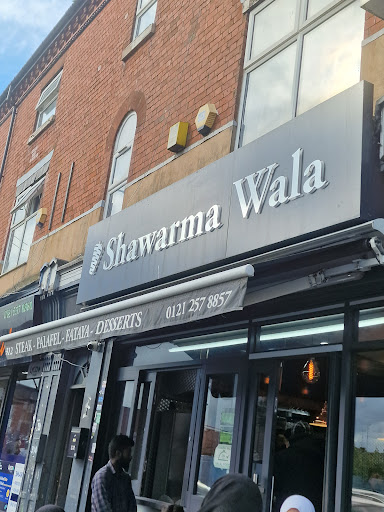 Shawarma Wala
STEAK - FALAFEL - FATAYA - DESSERTS
0121 257 8857